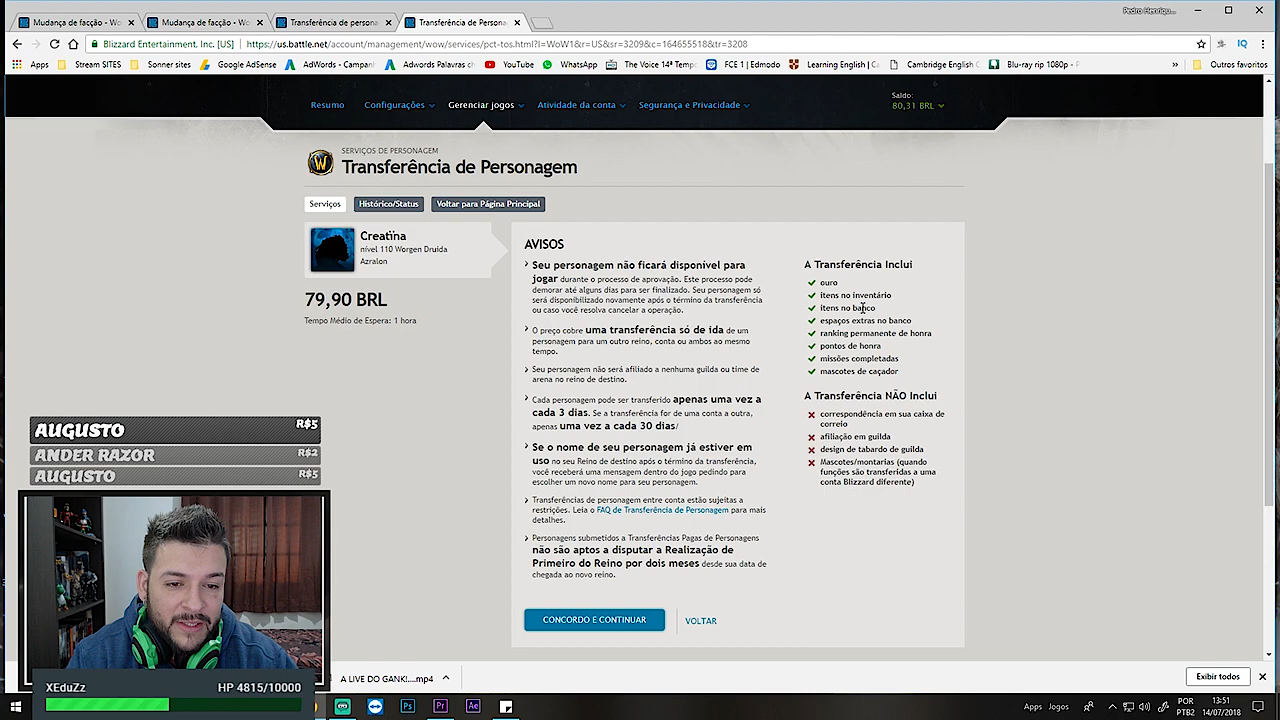 Pedro Henriqu...
Mudança de facção - Wo
Mudança de facção - Wo
Transferência de persona
Transferência de Persona
Blizzard Entertainment, Inc. [US]
https://us.battle.net/account/management/wow/services/pct-tos.html?l=WoW1&r=US&sr=3209&c=164655518&tr=3208
Apps
Stream SITES
Sonner sites
Google AdSense
AdWords - Campan
Adwords Palavras c
YouTube
WhatsApp
The Voice 14ª Tempo
FCE 1 | Edmodo
Learning English | Ca
Cambridge English
Blu-ray rip 1080p - P
»
Outros favoritos
Resumo
Configurações
Gerenciar jogos
Atividade da conta
Segurança e Privacidade
Saldo:
80,31 BRL
SERVIÇOS DE PERSONAGEM
Transferência de Personagem
Serviços
Histórico/Status
Voltar para Página Principal
Creatïna
nível 110 Worgen Druida
Azralon
79,90 BRL
Tempo Médio de Espera: 1 hora
AVISOS
Seu personagem não ficará disponível para
jogar durante o processo de aprovação. Este processo pode
demorar até alguns dias para ser finalizado. Seu personagem só
será disponibilizado novamente após o término da transferência
ou caso você resolva cancelar a operação.
O preço cobre uma transferência só de ida de um
personagem para um outro reino, conta ou ambos ao mesmo
tempo.
Seu personagem não será afiliado a nenhuma guilda ou time de
arena no reino de destino.
Cada personagem pode ser transferido apenas uma vez a
cada 3 dias. Se a transferência for de uma conta a outra,
apenas uma vez a cada 30 dias/
Se o nome de seu personagem já estiver em
uso no seu Reino de destino após o término da transferência,
você receberá uma mensagem dentro do jogo pedindo para
escolher um novo nome para seu personagem.
Transferências de personagem entre conta estão sujeitas a
restrições. Leia o FAQ de Transferência de Personagem para mais
detalhes.
Personagens submetidos a Transferências Pagas de Personagens
não são aptos a disputar a Realização de
Primeiro do Reino por dois meses desde sua data de
chegada ao novo reino.
CONCORDO E CONTINUAR
VOLTAR
A Transferência Inclui
ouro
itens no inventário
itens no banco
espaços extras no banco
ranking permanente de honra
pontos de honra
missões completadas
mascotes de caçador
A Transferência NÃO Inclui
correspondência em sua caixa de
correio
afiliação em guilda
design de tabardo de guilda
Mascotes/montarias (quando
funções são transferidas a uma
conta Blizzard diferente)
AUGUSTO R$5
ANDER RAZOR R$2
AUGUSTO R$5
XEduZz HP 4815/10000
A LIVE DO GANK!....mp4
Exibir todos
Ps
Pr
Ae
Apps
Jogos
POR
PTB2
13:51
14/07/2018